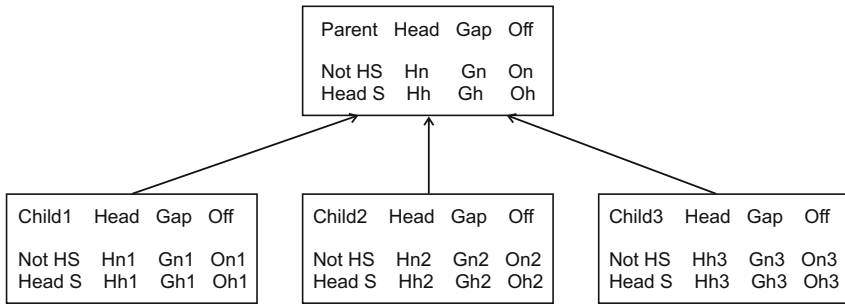 Parent Head Gap Off
Not HS Hn Gn On
Head S Hh Gh Oh
Child1 Head Gap Off
Not HS Hn1 Gn1 On1
Head S Hh1 Gh1 Oh1
Child2 Head Gap Off
Not HS Hn2 Gn2 On2
Head S Hh2 Gh2 Oh2
Child3 Head Gap Off
Not HS Hh3 Gn3 On3
Head S Hh3 Gh3 Oh3